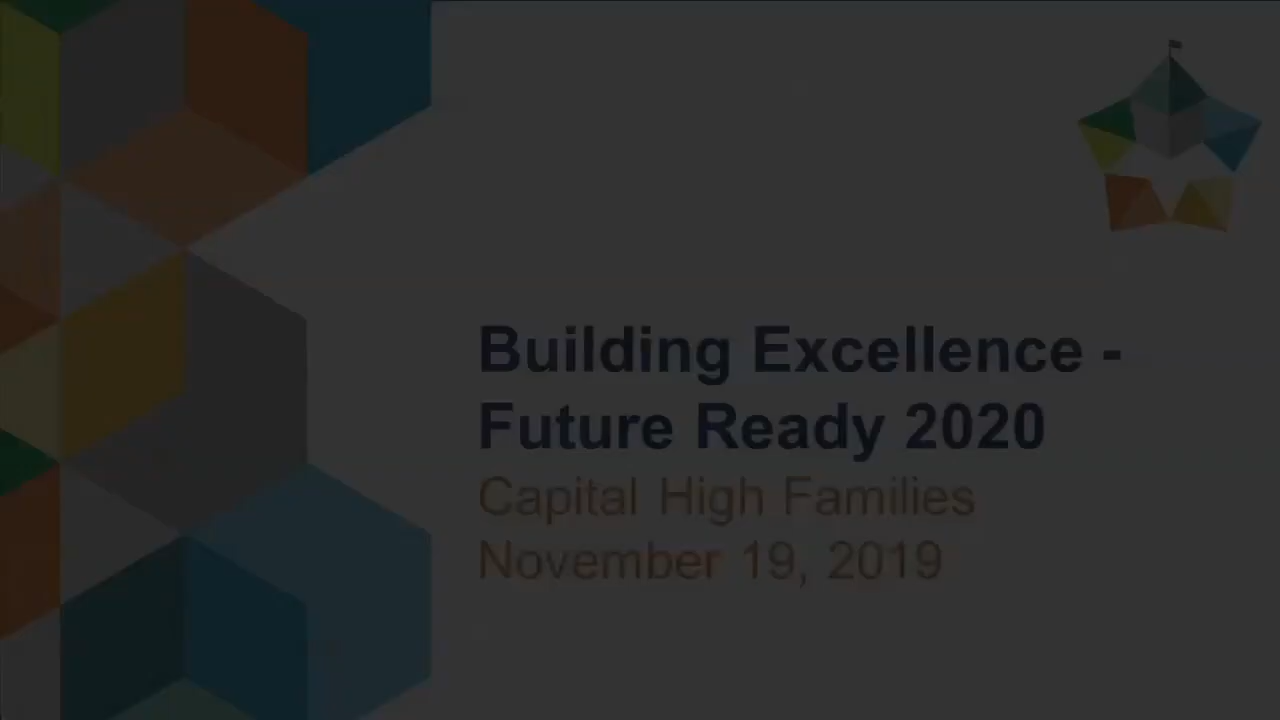 Building Excellence -
Future Ready 2020
Capital High Families
November 19, 2019